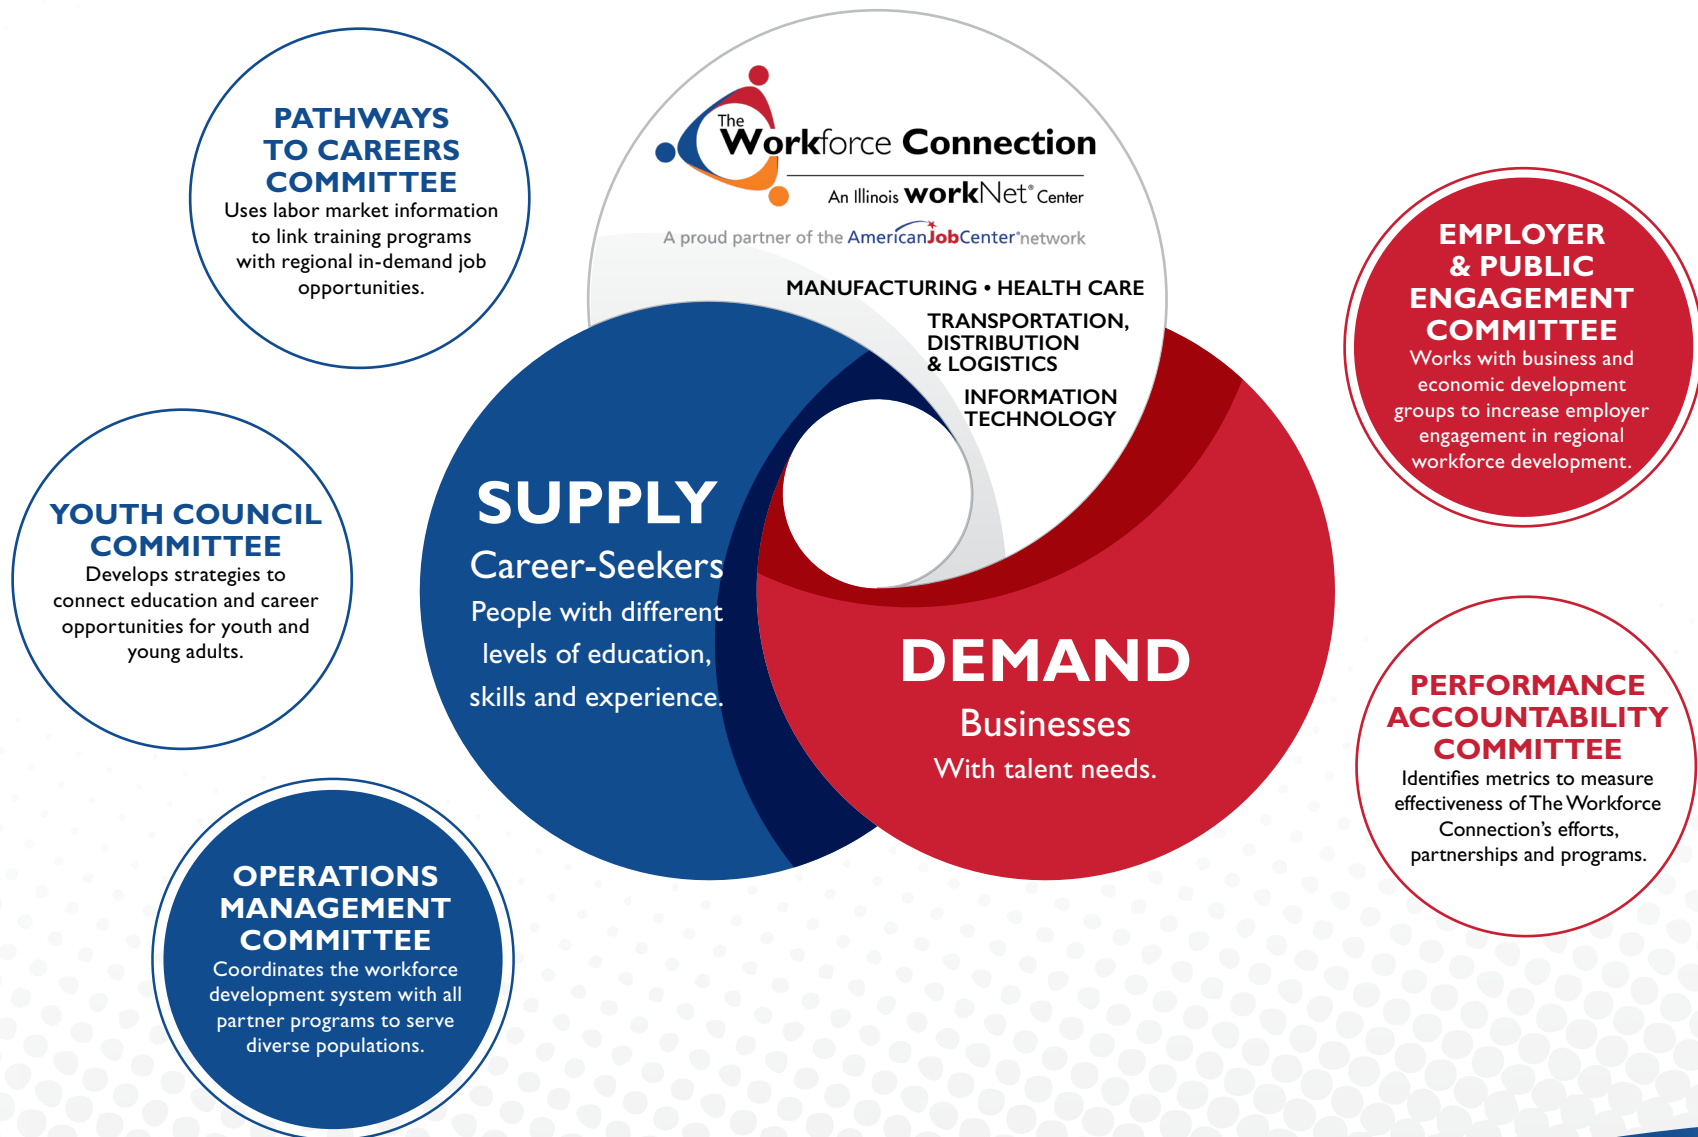 PATHWAYS
TO CAREERS
COMMITTEE
Uses labor market information
to link training programs
with regional in-demand job
opportunities.
YOUTH COUNCIL
COMMITTEE
Develops strategies to
connect education and career
opportunities for youth and
young adults.
OPERATIONS
MANAGEMENT
COMMITTEE
Coordinates the workforce
development system with all
partner programs to serve
diverse populations.
The
Workforce Connection
An Illinois workNet® Center
A proud partner of the AmericanJobCenter® network
MANUFACTURING • HEALTH CARE
TRANSPORTATION,
DISTRIBUTION
& LOGISTICS
INFORMATION
TECHNOLOGY
SUPPLY
Career-Seekers
People with different
levels of education,
skills and experience.
DEMAND
Businesses
With talent needs.
EMPLOYER
& PUBLIC
ENGAGEMENT
COMMITTEE
Works with business and
economic development
groups to increase employer
engagement in regional
workforce development.
PERFORMANCE
ACCOUNTABILITY
COMMITTEE
Identifies metrics to measure
effectiveness of The Workforce
Connection’s efforts,
partnerships and programs.